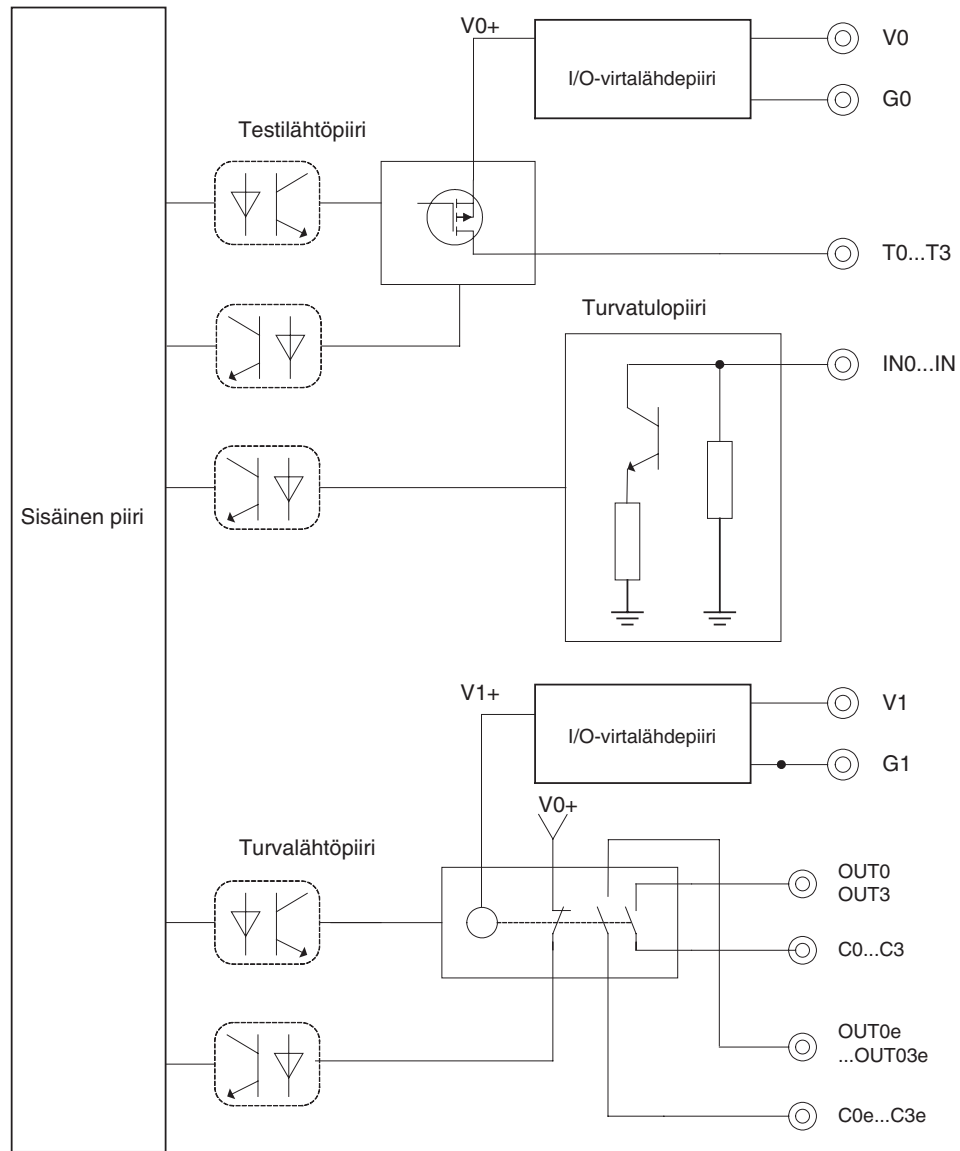 V0+
I/O-virtalähdepiiri
V0
G0
Testilähtöpiiri
T0...T3
Turvatulopiiri
IN0...IN
Sisäinen piiri
V1+
I/O-virtalähdepiiri
V1
G1
V0+
Turvalähtöpiiri
OUT0
OUT3
C0...C3
OUT0e
...OUT03e
C0e...C3e